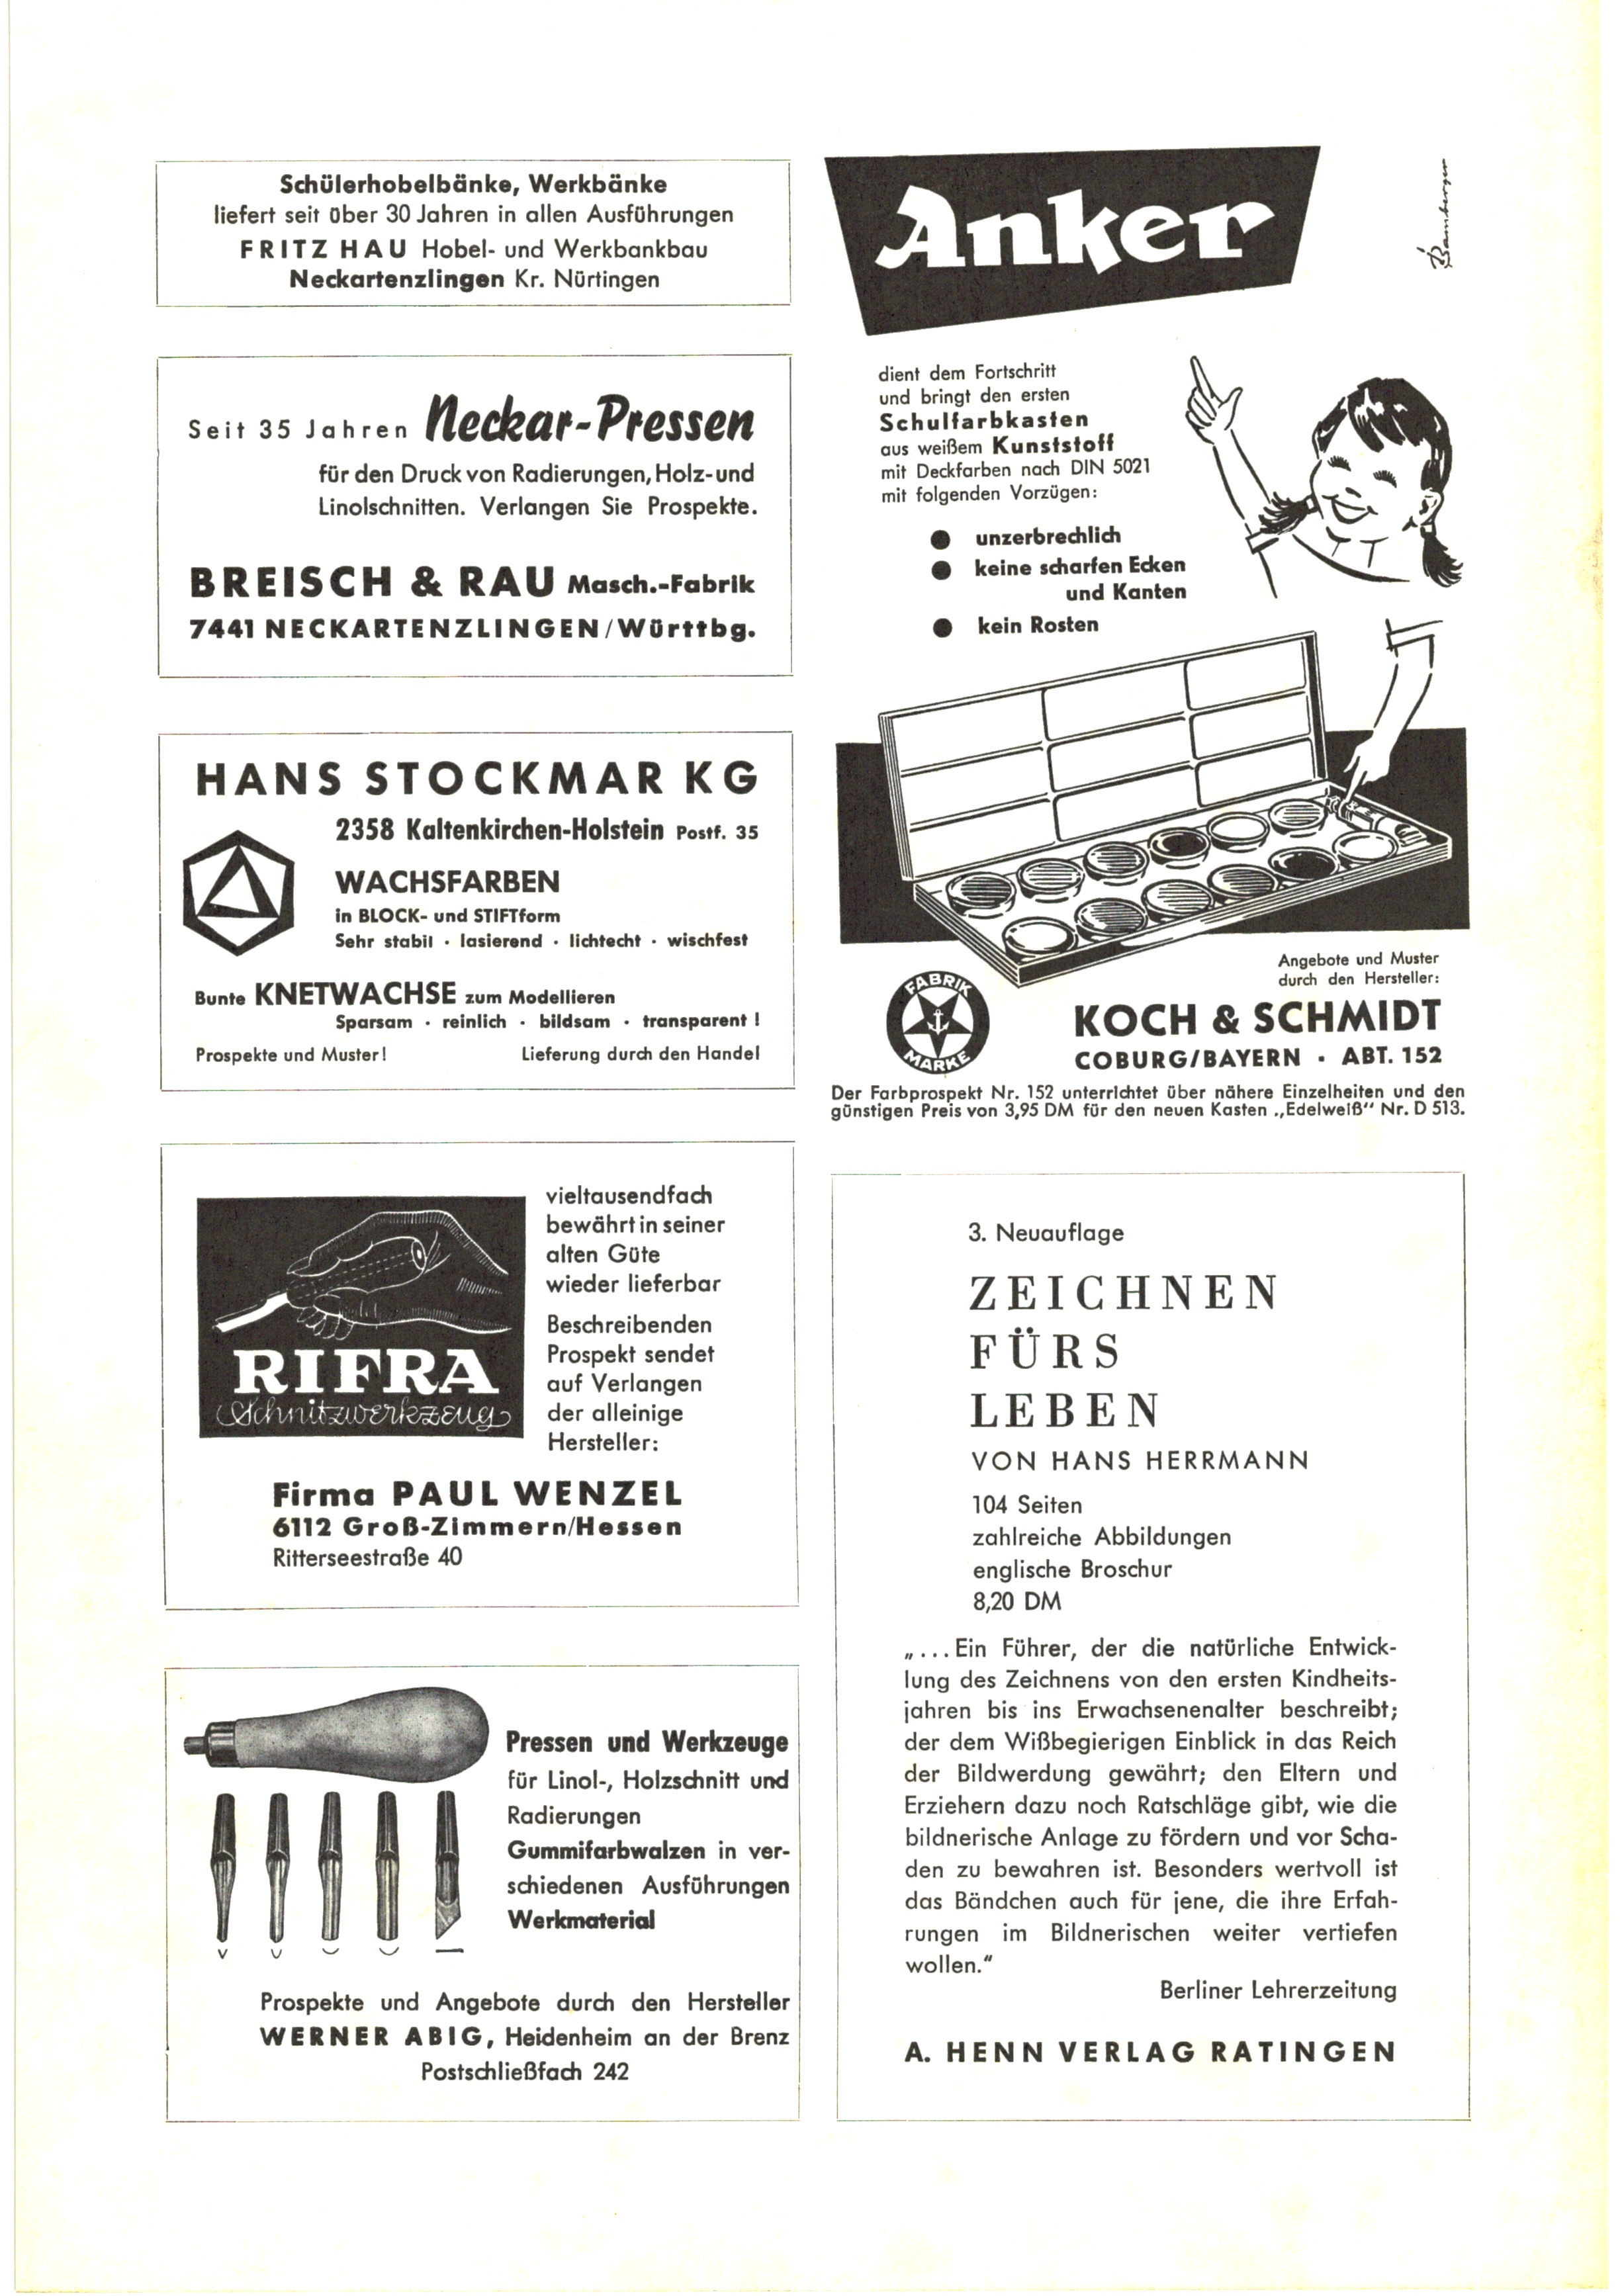 Schülerhobelbänke, Werkbänke
liefert seit über 30 Jahren in allen Ausführungen
FRITZ HAU Hobel- und Werkbankbau
Neckartenzlingen Kr. Nürtingen
Seit 35 Jahren Neckar-Pressen
für den Druck von Radierungen, Holz- und
Linolschnitten. Verlangen Sie Prospekte.
BREISCH & RAU Masch.-Fabrik
7441 NECKARTENZLINGEN/Württbg.
HANS STOCKMAR KG
2358 Kaltenkirchen-Holstein Postf. 35
WACHSFARBEN
in BLOCK- und STIFTform
Sehr stabil · lasierend · lichtecht · wischfest
Bunte KNETWACHSE zum Modellieren
Sparsam · reinlich · bildsam · transparent!
Prospekte und Muster! Lieferung durch den Handel
RIFRA
Schnitzwerkzeug
vieltausendfach
bewährt in seiner
alten Güte
wieder lieferbar
Beschreibenden
Prospekt sendet
auf Verlangen
der alleinige
Hersteller:
Firma PAUL WENZEL
6112 Groß-Zimmern/Hessen
Ritterseestraße 40
Pressen und Werkzeuge
für Linol-, Holzschnitt und
Radierungen
Gummifarbwalzen in ver-
schiedenen Ausführungen
Werkmaterial
Prospekte und Angebote durch den Hersteller
WERNER ABIG, Heidenheim an der Brenz
Postschließfach 242
Anker
Bamberger
dient dem Fortschritt
und bringt den ersten
Schulfarbkasten
aus weißem Kunststoff
mit Deckfarben nach DIN 5021
mit folgenden Vorzügen:
● unzerbrechlich
● keine scharfen Ecken
und Kanten
● kein Rosten
FABRIK
MARKE
Angebote und Muster
durch den Hersteller:
KOCH & SCHMIDT
COBURG/BAYERN · ABT. 152
Der Farbprospekt Nr. 152 unterrichtet über nähere Einzelheiten und den
günstigen Preis von 3,95 DM für den neuen Kasten „Edelweiß" Nr. D 513.
3. Neuauflage
ZEICHNEN
FÜRS
LEBEN
VON HANS HERRMANN
104 Seiten
zahlreiche Abbildungen
englische Broschur
8,20 DM
„... Ein Führer, der die natürliche Entwick-
lung des Zeichnens von den ersten Kindheits-
jahren bis ins Erwachsenenalter beschreibt;
der dem Wißbegierigen Einblick in das Reich
der Bildwerdung gewährt; den Eltern und
Erziehern dazu noch Ratschläge gibt, wie die
bildnerische Anlage zu fördern und vor Scha-
den zu bewahren ist. Besonders wertvoll ist
das Bändchen auch für jene, die ihre Erfah-
rungen im Bildnerischen weiter vertiefen
wollen."
Berliner Lehrerzeitung
A. HENN VERLAG RATINGEN